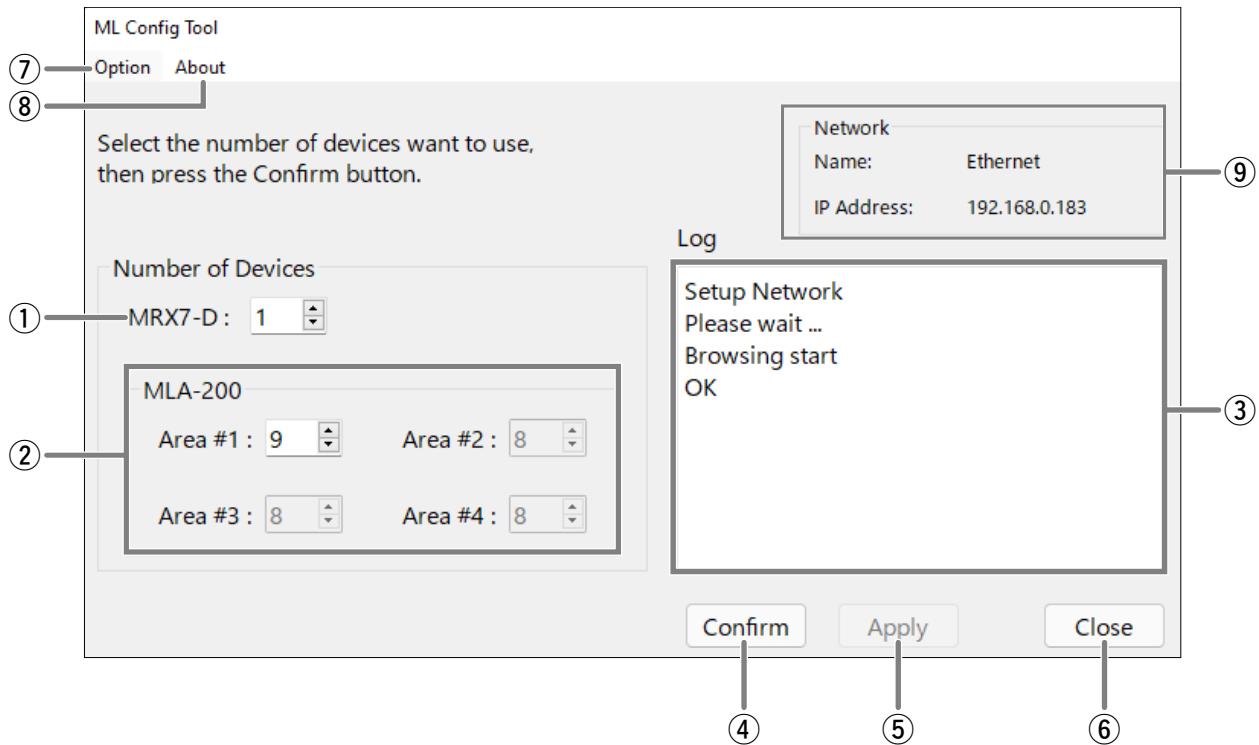 ML Config Tool
⑦ Option About
⑧
Select the number of devices want to use,
then press the Confirm button.
Network
Name: Ethernet
IP Address: 192.168.0.183
⑨
Number of Devices
① MRX7-D : 1
② MLA-200
Area #1 : 9 Area #2 : 8
Area #3 : 8 Area #4 : 8
Log
Setup Network
Please wait ...
Browsing start
OK
③
Confirm Apply Close
④ ⑤ ⑥